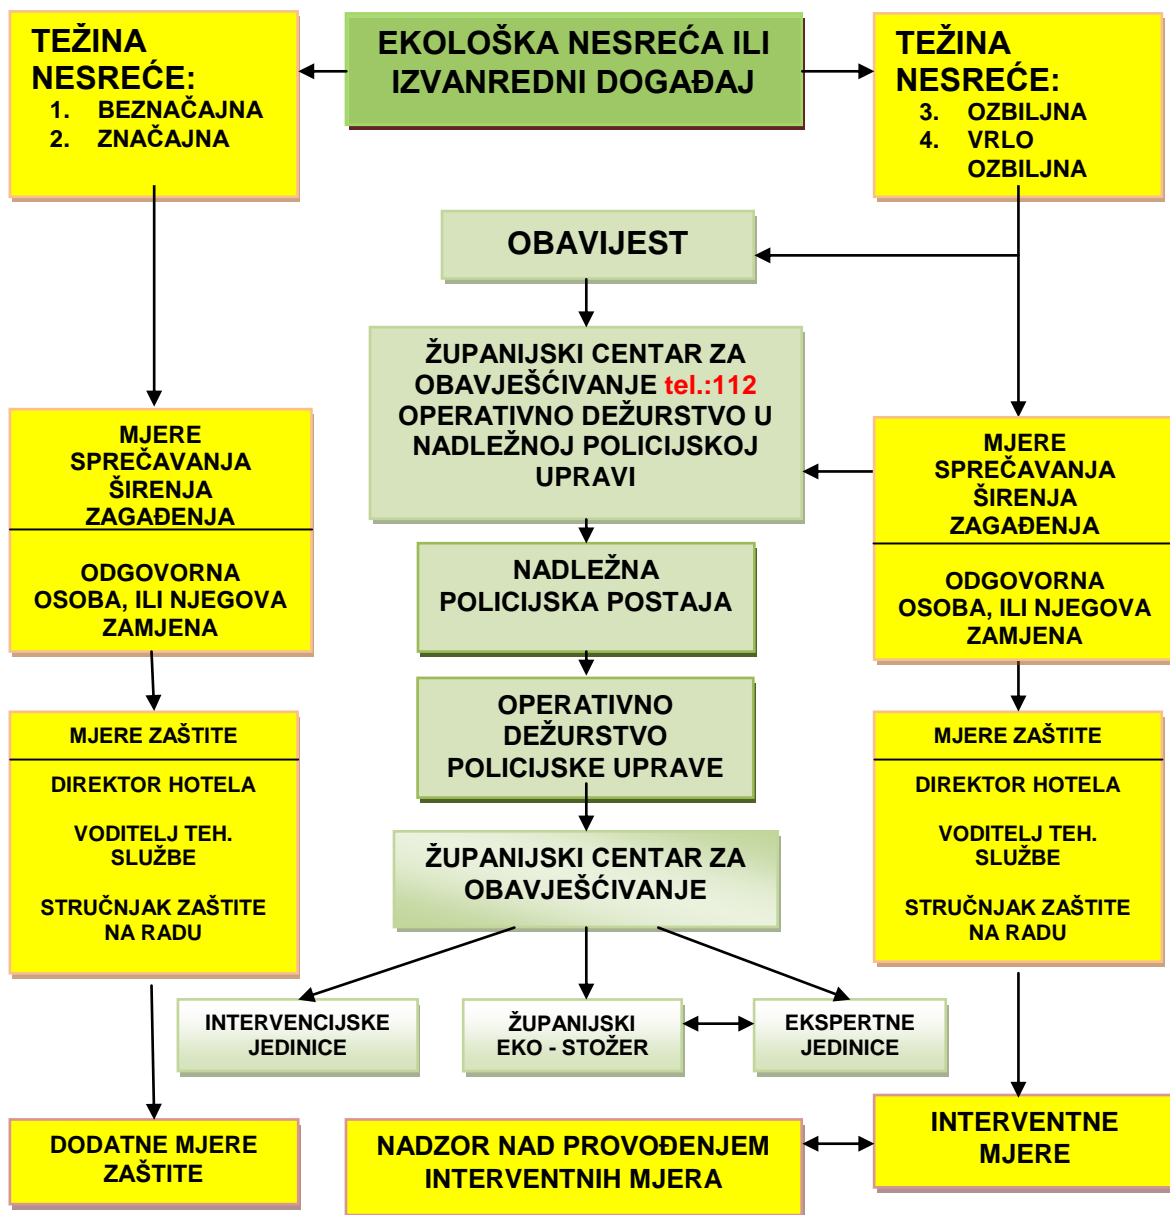 TEŽINA
NESREĆE:
1. BEZNAČAJNA
2. ZNAČAJNA
EKOLOŠKA NESREĆA ILI
IZVANREDNI DOGAĐAJ
TEŽINA
NESREĆE:
3. OZBILJNA
4. VRLO
OZBILJNA
OBAVIJEST
ŽUPANIJSKI CENTAR ZA
OBAVJEŠĆIVANJE tel.:112
OPERATIVNO DEŽURSTVO U
NADLEŽNOJ POLICIJSKOJ
UPRAVI
MJERE
SPREČAVANJA
ŠIRENJA
ZAGAĐENJA
ODGOVORNA
OSOBA, ILI NJEGOVA
ZAMJENA
MJERE
SPREČAVANJA
ŠIRENJA
ZAGAĐENJA
ODGOVORNA
OSOBA, ILI NJEGOVA
ZAMJENA
NADLEŽNA
POLICIJSKA POSTAJA
OPERATIVNO
DEŽURSTVO
POLICIJSKE UPRAVE
MJERE ZAŠTITE
DIREKTOR HOTELA
VODITELJ TEH.
SLUŽBE
STRUČNJAK ZAŠTITE
NA RADU
MJERE ZAŠTITE
DIREKTOR HOTELA
VODITELJ TEH.
SLUŽBE
STRUČNJAK ZAŠTITE
NA RADU
ŽUPANIJSKI CENTAR ZA
OBAVJEŠĆIVANJE
INTERVENCIJSKE
JEDINICE
ŽUPANIJSKI
EKO - STOŽER
EKSPERTNE
JEDINICE
DODATNE MJERE
ZAŠTITE
NADZOR NAD PROVOĐENJEM
INTERVENTNIH MJERA
INTERVENTNE
MJERE